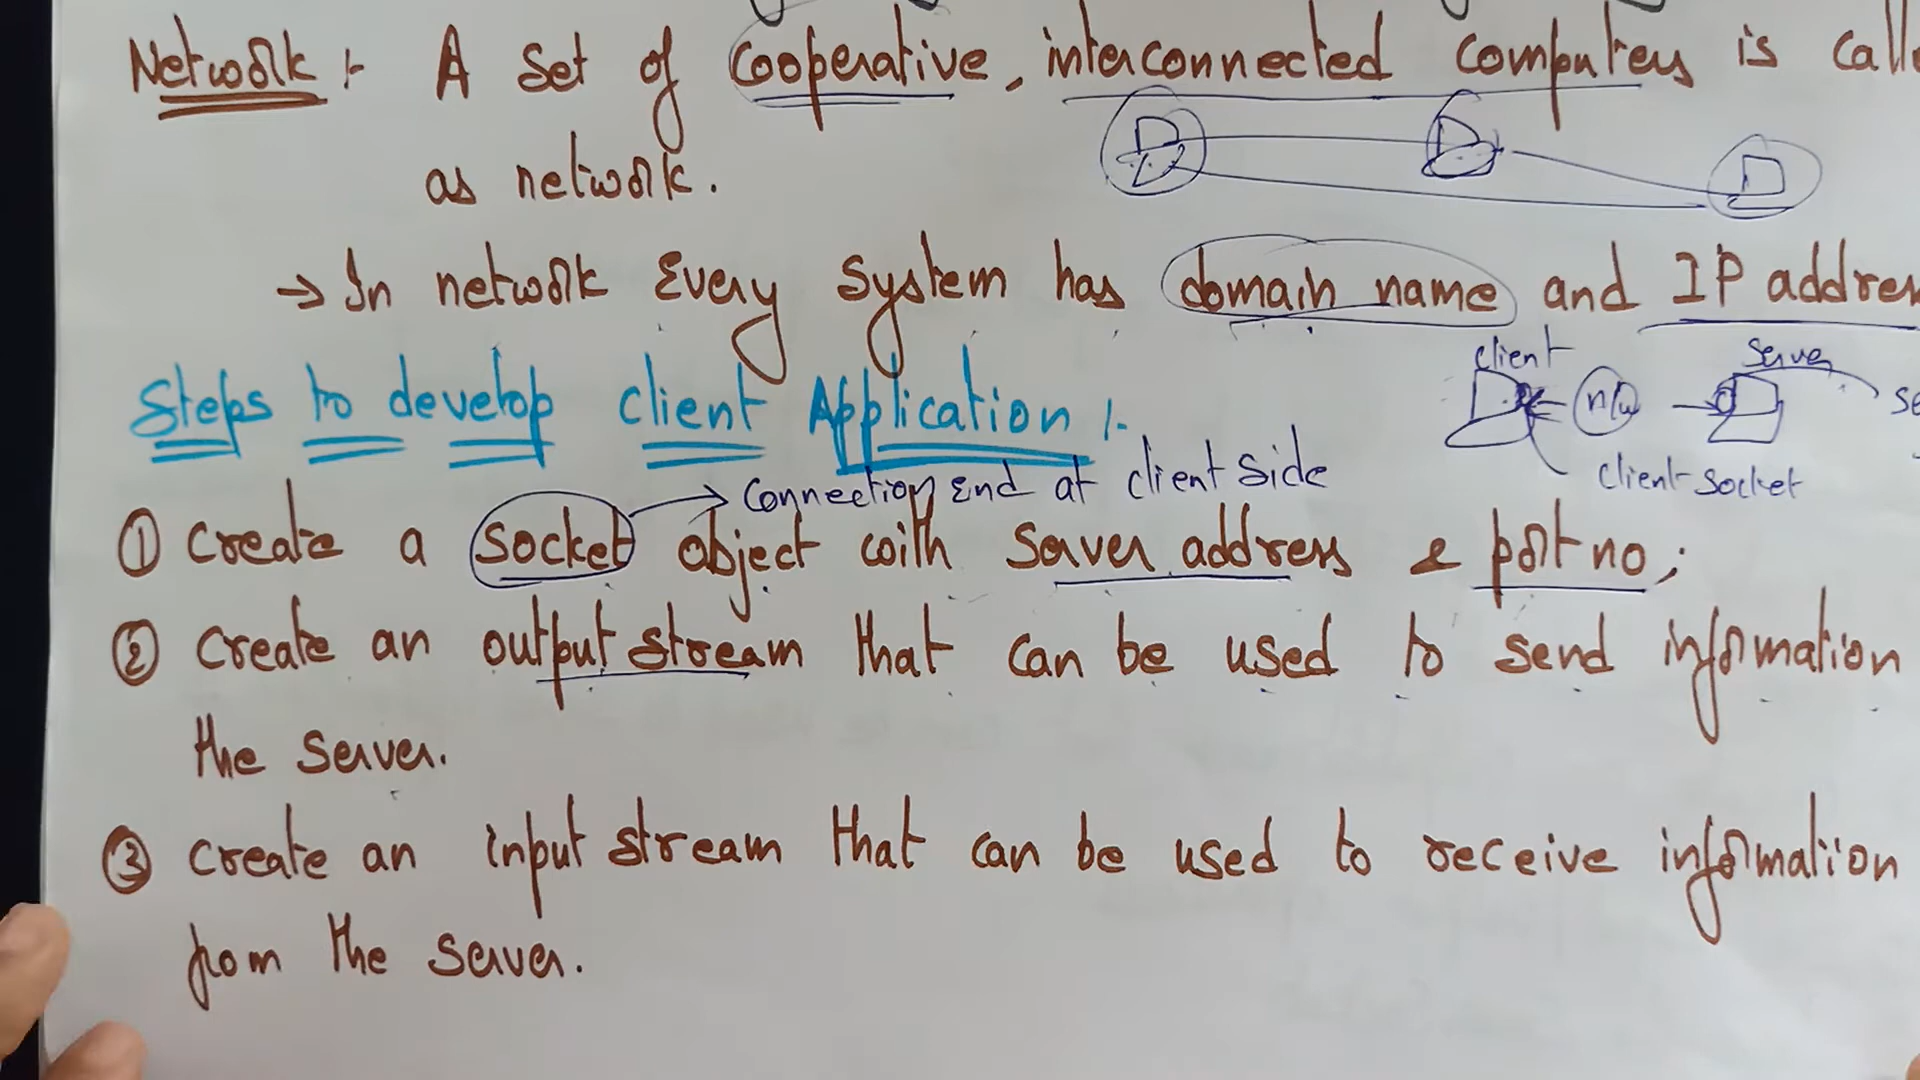 Network :- A set of cooperative, interconnected computers is calle
as network.
→ In network Every system has domain name and IP addres
client server
n/w
Steps to develop client Application :-
client socket
connection End at client side
① create a socket object with server address & port no;
② create an output stream that can be used to send information
the server.
③ create an input stream that can be used to receive information
from the server.